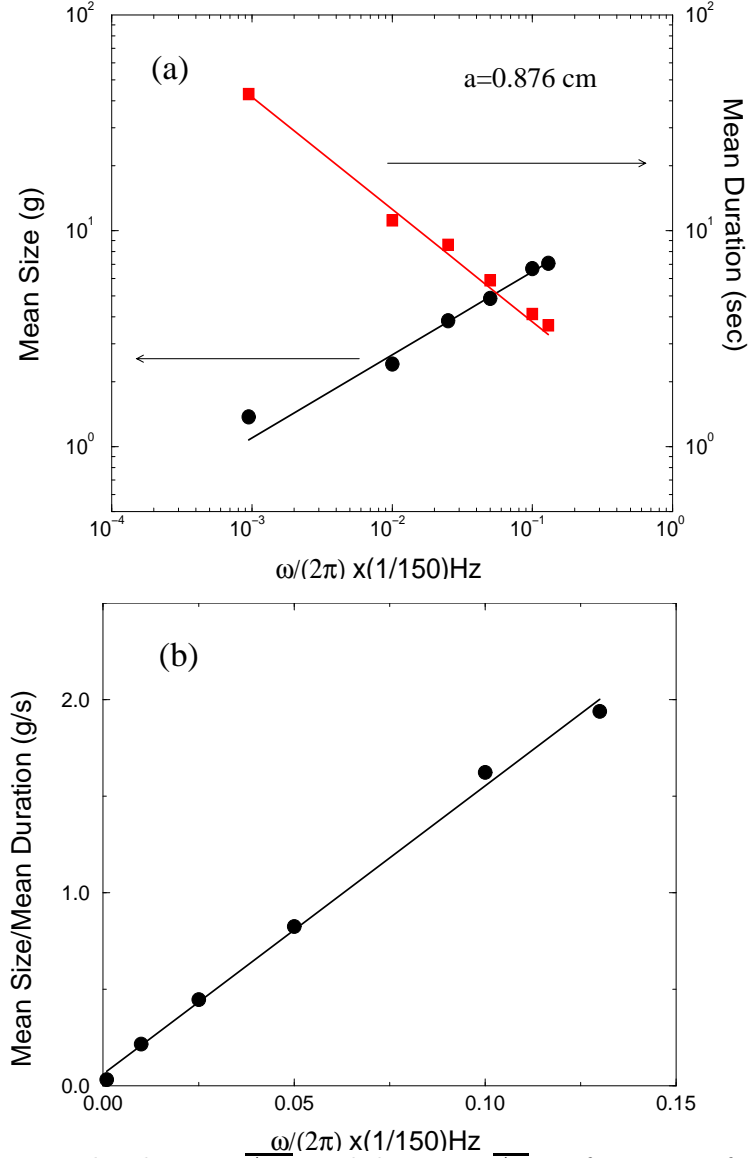 10²
10²
(a)
a=0.876 cm
Mean Size (g)
Mean Duration (sec)
10¹
10¹
10⁰
10⁰
10⁻⁴
10⁻³
10⁻²
10⁻¹
10⁰
ω/(2π) x(1/150)Hz
(b)
Mean Size/Mean Duration (g/s)
2.0
1.0
0.0
0.00
0.05
0.10
0.15
ω/(2π) x(1/150)Hz